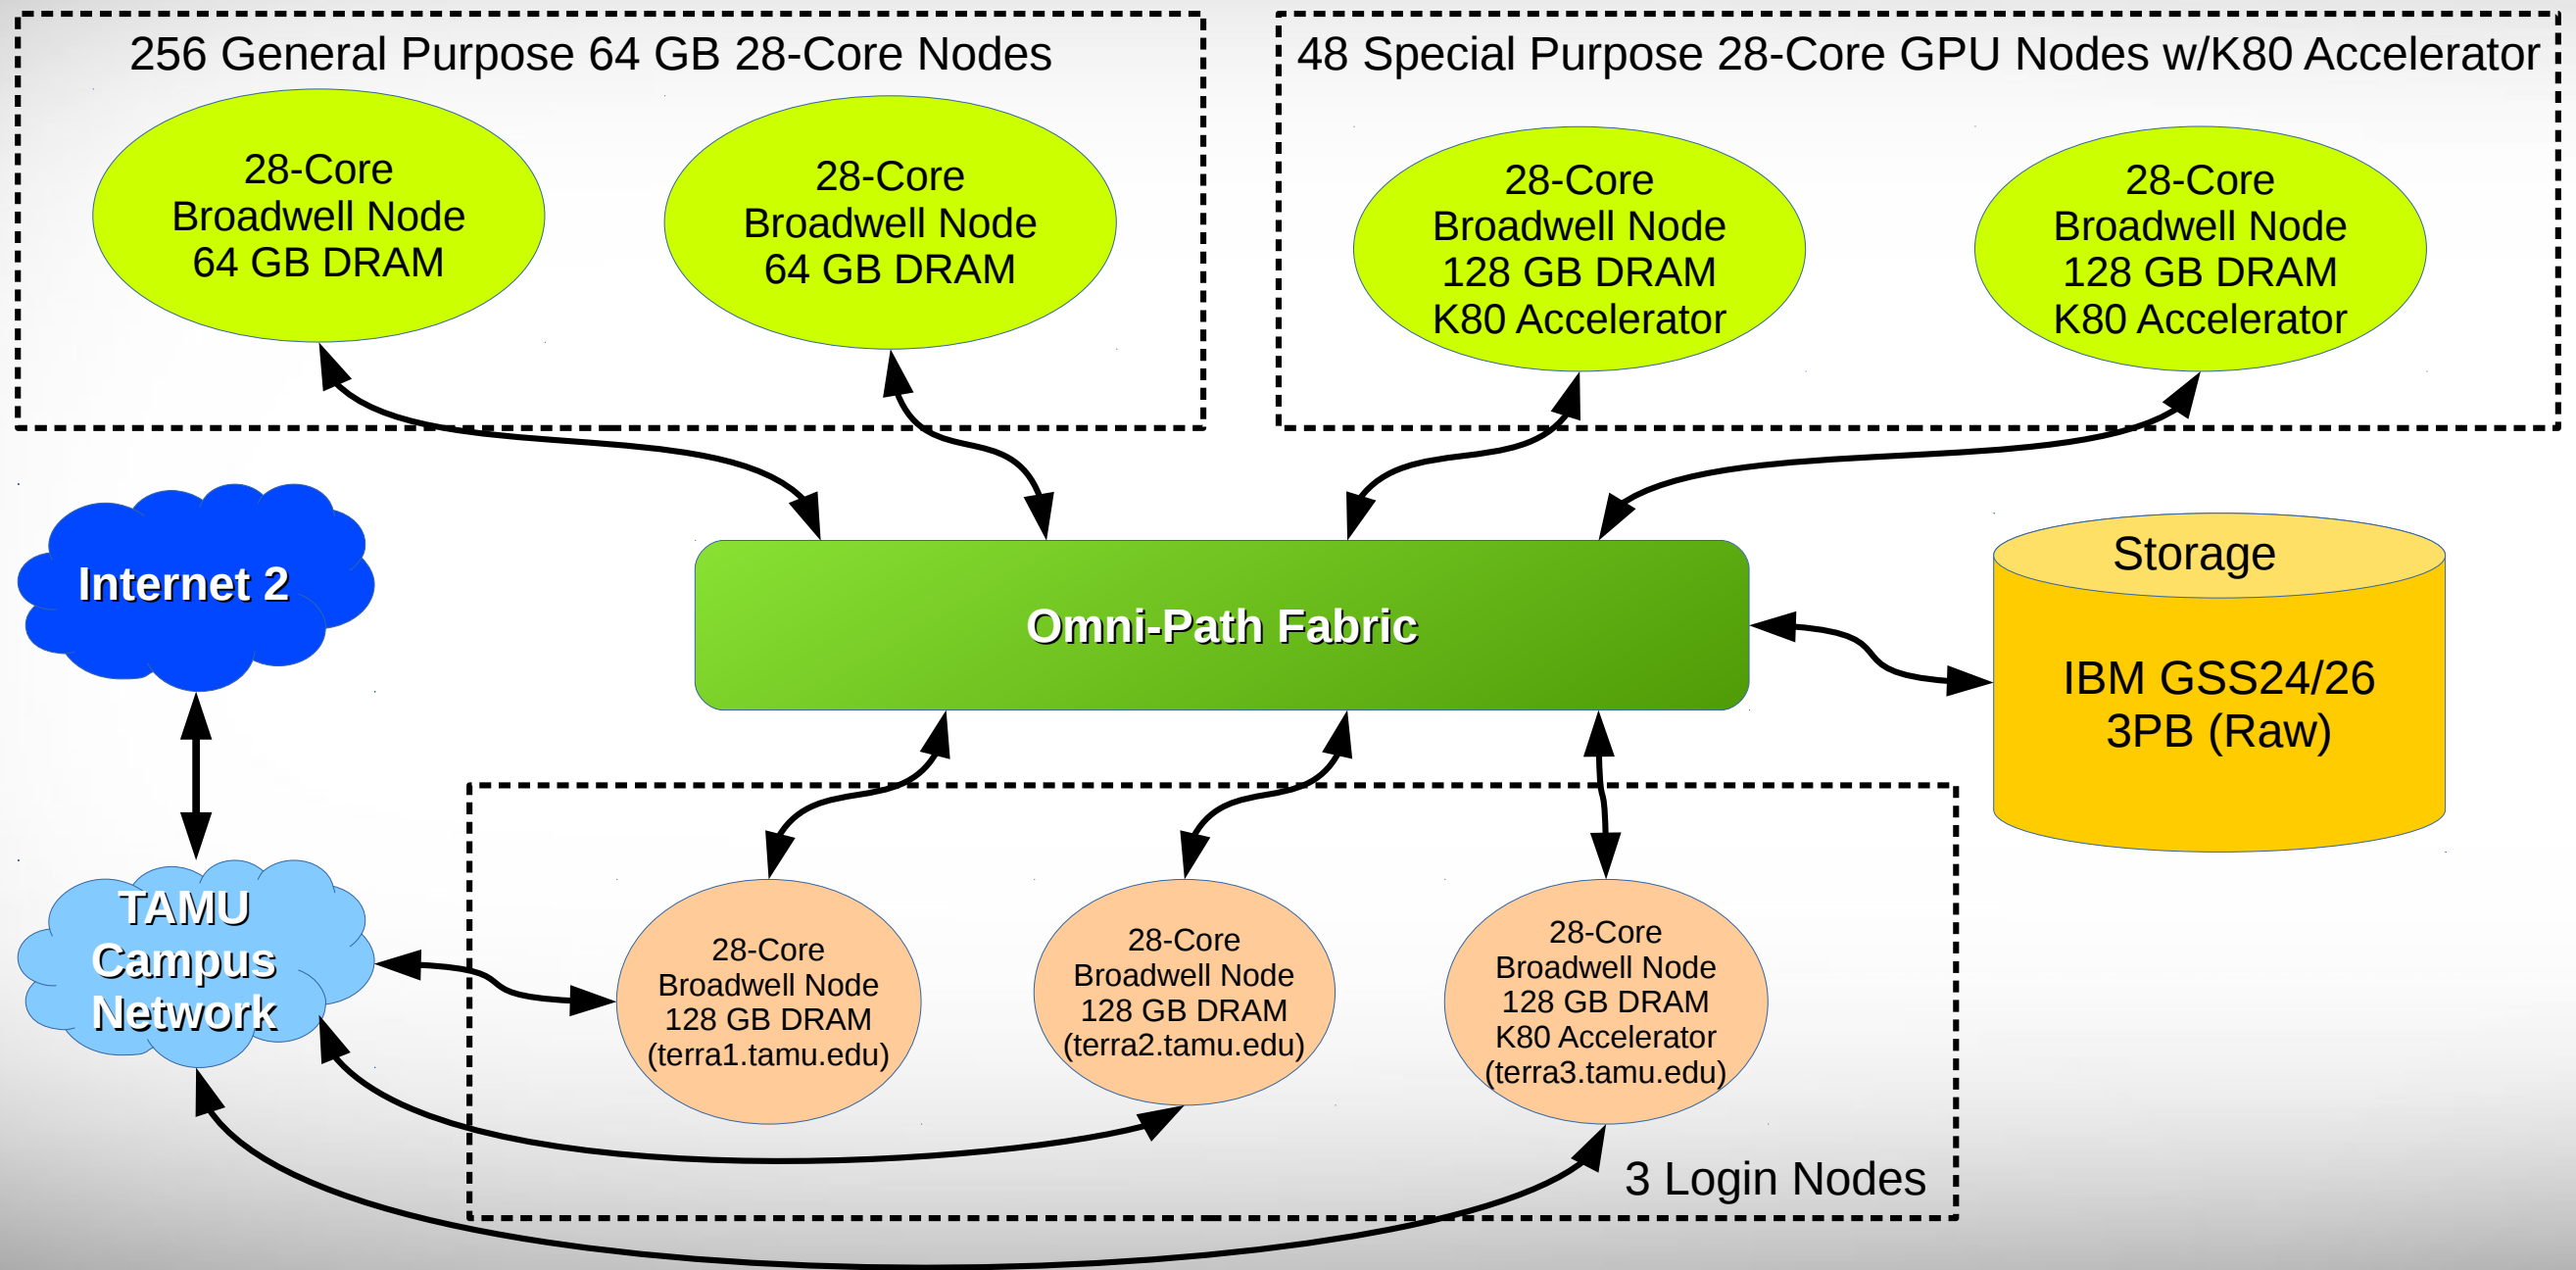 256 General Purpose 64 GB 28-Core Nodes
28-Core
Broadwell Node
64 GB DRAM
28-Core
Broadwell Node
64 GB DRAM
48 Special Purpose 28-Core GPU Nodes w/K80 Accelerator
28-Core
Broadwell Node
128 GB DRAM
K80 Accelerator
28-Core
Broadwell Node
128 GB DRAM
K80 Accelerator
Internet 2
Omni-Path Fabric
Storage
IBM GSS24/26
3PB (Raw)
TAMU
Campus
Network
28-Core
Broadwell Node
128 GB DRAM
(terra1.tamu.edu)
28-Core
Broadwell Node
128 GB DRAM
(terra2.tamu.edu)
28-Core
Broadwell Node
128 GB DRAM
K80 Accelerator
(terra3.tamu.edu)
3 Login Nodes